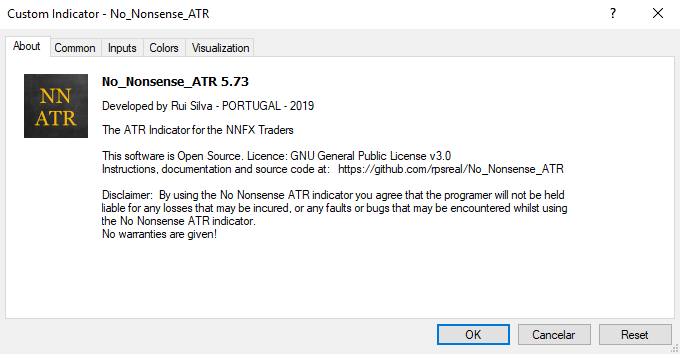 Custom Indicator - No_Nonsense_ATR
About
Common
Inputs
Colors
Visualization
NN
ATR
No_Nonsense_ATR 5.73
Developed by Rui Silva - PORTUGAL - 2019
The ATR Indicator for the NNFX Traders
This software is Open Source. Licence: GNU General Public License v3.0
Instructions, documentation and source code at:  https://github.com/rpsreal/No_Nonsense_ATR
Disclaimer:  By using the No Nonsense ATR indicator you agree that the programer will not be held
liable for any losses that may be incured, or any faults or bugs that may be encountered whilst using
the No Nonsense ATR indicator.
No warranties are given!
OK
Cancelar
Reset